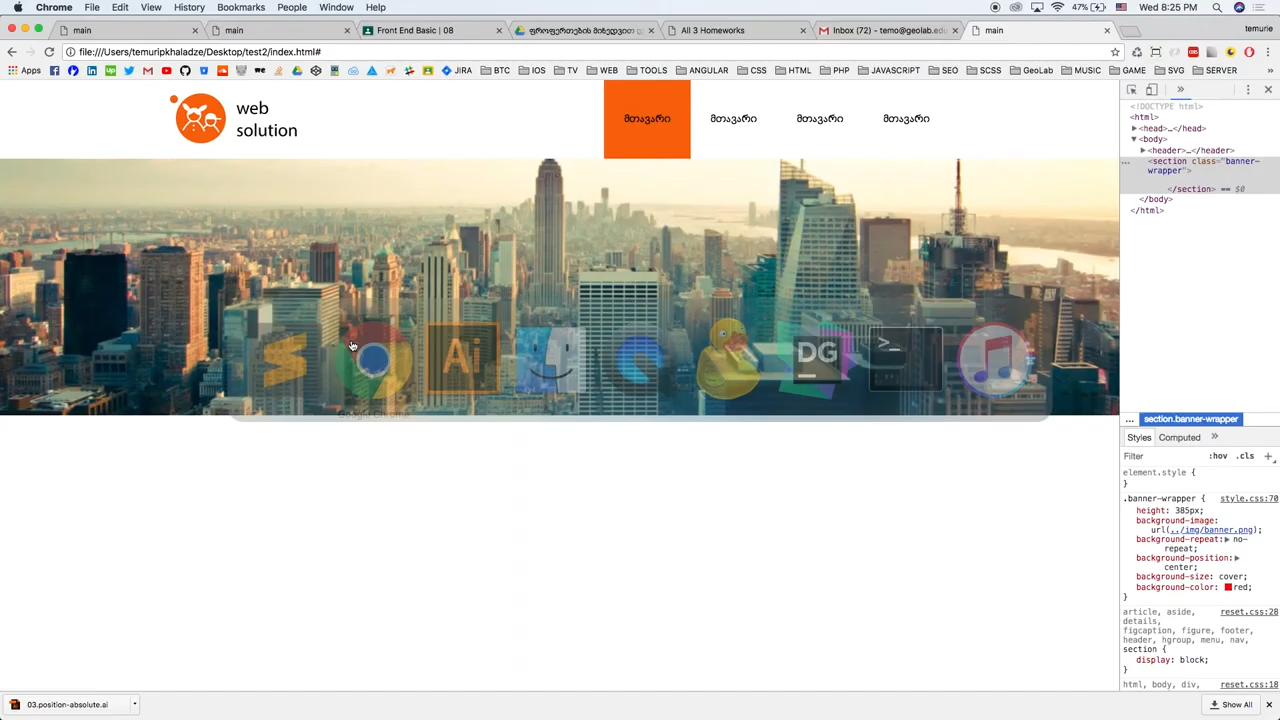 Chrome File Edit View History Bookmarks People Window Help
47% Wed 8:25 PM temurie
main main Front End Basic | 08 ფროფერთების მიხედვით All 3 Homeworks Inbox (72) - temo@geolab.edu main
file:///Users/temuripkhaladze/Desktop/test2/index.html#
Apps JIRA BTC IOS TV WEB TOOLS ANGULAR CSS HTML PHP JAVASCRIPT SEO SCSS GeoLab MUSIC GAME SVG SERVER »
web
solution
მთავარი მთავარი მთავარი მთავარი
<!DOCTYPE html>
<html>
<head>…</head>
<body>
<header>…</header>
… <section class="banner-
wrapper">
</section> == $0
</body>
</html>
Ai DG >_
Google Chrome
… section.banner-wrapper
Styles Computed »
Filter :hov .cls +
element.style {
}
.banner-wrapper { style.css:70
height: 385px;
background-image:
url(../img/banner.png);
background-repeat: no-
repeat;
background-position:
center;
background-size: cover;
background-color: red;
}
article, aside, reset.css:28
details,
figcaption, figure, footer,
header, hgroup, menu, nav,
section {
display: block;
}
html, body, div, reset.css:18
03.position-absolute.ai Show All